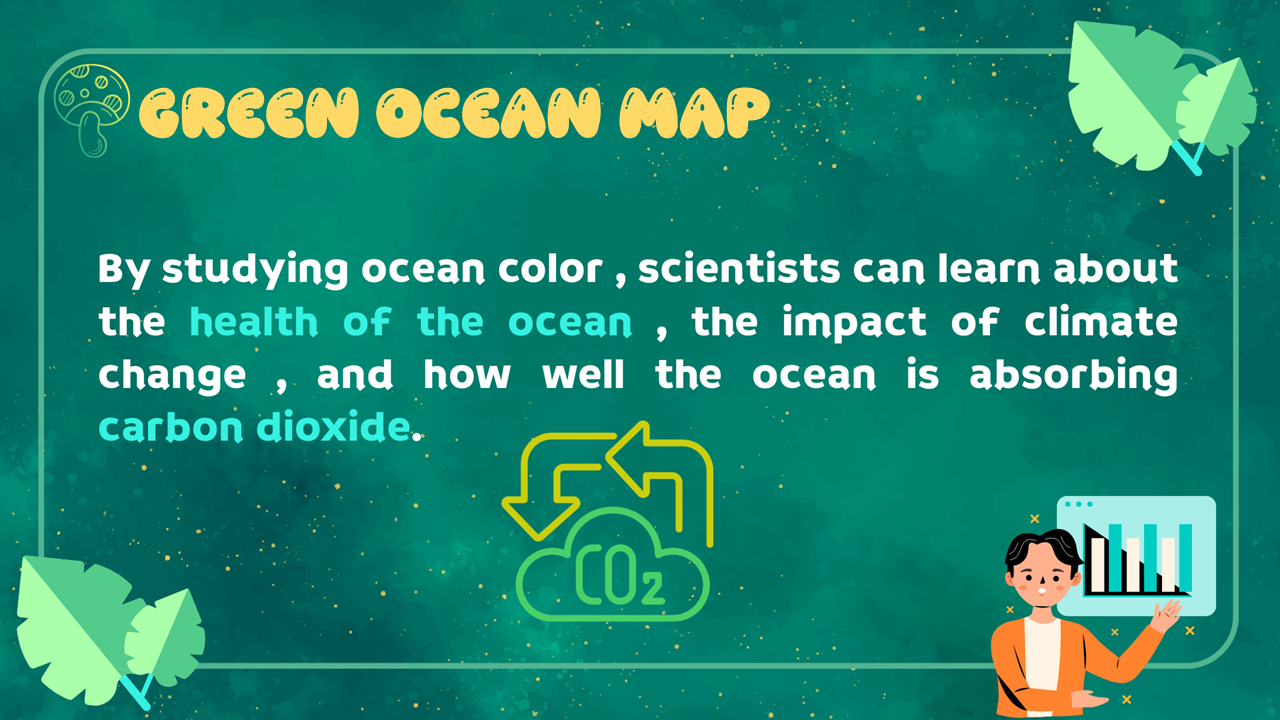 GREEN OCEAN MAP
By studying ocean color , scientists can learn about
the health of the ocean , the impact of climate
change , and how well the ocean is absorbing
carbon dioxide.
CO2